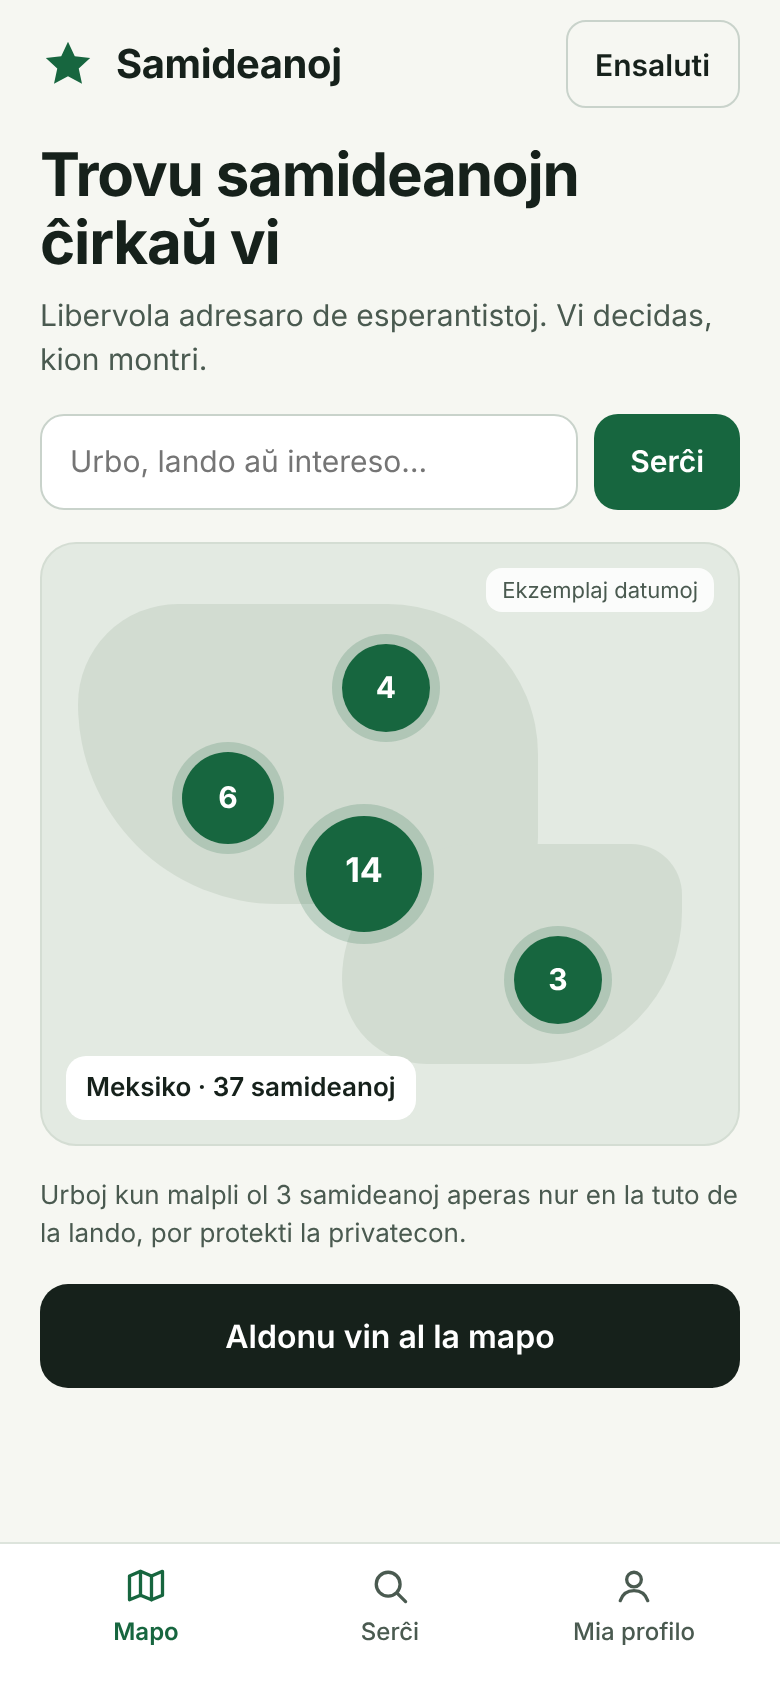 Samideanoj
Ensaluti
Trovu samideanojn
ĉirkaŭ vi
Libervola adresaro de esperantistoj. Vi decidas,
kion montri.
Urbo, lando aŭ intereso...
Serĉi
Ekzemplaj datumoj
4
6
14
3
Meksiko · 37 samideanoj
Urboj kun malpli ol 3 samideanoj aperas nur en la tuto de
la lando, por protekti la privatecon.
Aldonu vin al la mapo
Mapo
Serĉi
Mia profilo